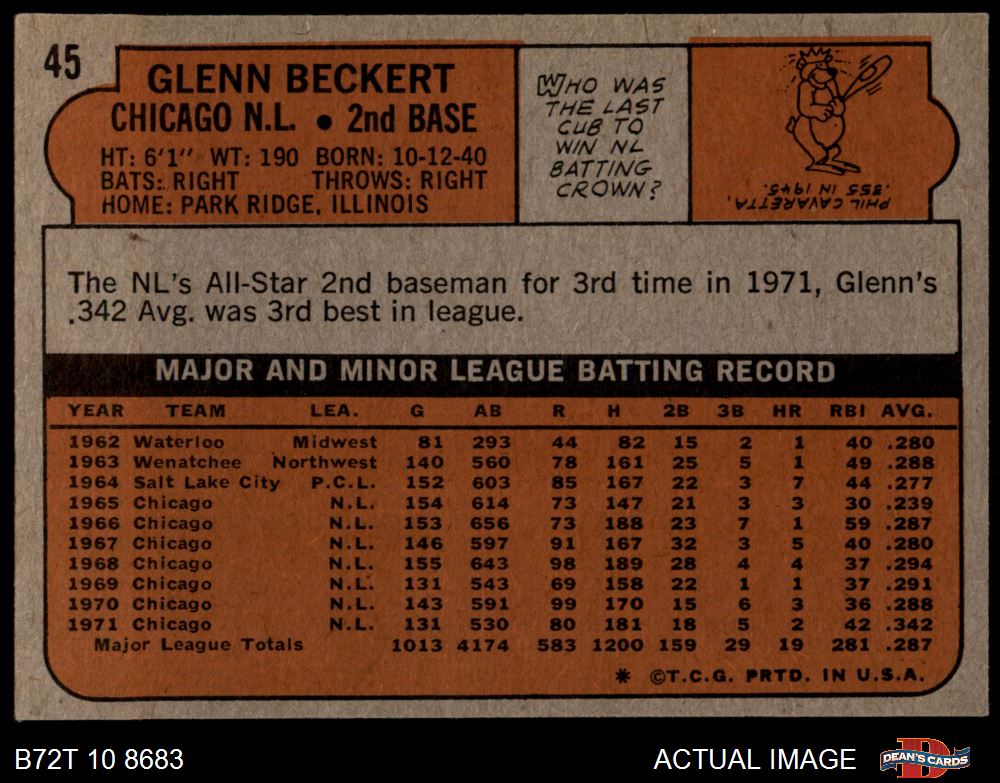 45
GLENN BECKERT
CHICAGO N.L. ● 2nd BASE
HT: 6'1" WT: 190 BORN: 10-12-40
BATS: RIGHT THROWS: RIGHT
HOME: PARK RIDGE, ILLINOIS
WHO WAS
THE LAST
CUB TO
WIN NL
BATTING
CROWN?
PHIL CAVARETTA,
.355 IN 1945.
The NL's All-Star 2nd baseman for 3rd time in 1971, Glenn's
.342 Avg. was 3rd best in league.
MAJOR AND MINOR LEAGUE BATTING RECORD
YEAR TEAM LEA. G AB R H 2B 3B HR RBI AVG.
1962 Waterloo Midwest 81 293 44 82 15 2 1 40 .280
1963 Wenatchee Northwest 140 560 78 161 25 5 1 49 .288
1964 Salt Lake City P.C.L. 152 603 85 167 22 3 7 44 .277
1965 Chicago N.L. 154 614 73 147 21 3 3 30 .239
1966 Chicago N.L. 153 656 73 188 23 7 1 59 .287
1967 Chicago N.L. 146 597 91 167 32 3 5 40 .280
1968 Chicago N.L. 155 643 98 189 28 4 4 37 .294
1969 Chicago N.L. 131 543 69 158 22 1 1 37 .291
1970 Chicago N.L. 143 591 99 170 15 6 3 36 .288
1971 Chicago N.L. 131 530 80 181 18 5 2 42 .342
Major League Totals 1013 4174 583 1200 159 29 19 281 .287
* ©T.C.G. PRTD. IN U.S.A.
B72T 10 8683
ACTUAL IMAGE
DEAN'S CARDS